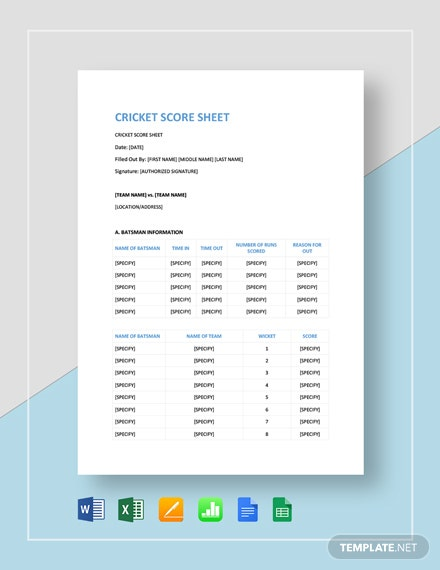 CRICKET SCORE SHEET
CRICKET SCORE SHEET
Date: [DATE]
Filled Out By: [FIRST NAME] [MIDDLE NAME] [LAST NAME]
Signature: [AUTHORIZED SIGNATURE]
[TEAM NAME] vs. [TEAM NAME]
[LOCATION/ADDRESS]
A. BATSMAN INFORMATION
NAME OF BATSMAN TIME IN TIME OUT NUMBER OF RUNS SCORED REASON FOR OUT
[SPECIFY] [SPECIFY] [SPECIFY] [SPECIFY] [SPECIFY]
[SPECIFY] [SPECIFY] [SPECIFY] [SPECIFY] [SPECIFY]
[SPECIFY] [SPECIFY] [SPECIFY] [SPECIFY] [SPECIFY]
[SPECIFY] [SPECIFY] [SPECIFY] [SPECIFY] [SPECIFY]
[SPECIFY] [SPECIFY] [SPECIFY] [SPECIFY] [SPECIFY]
NAME OF BATSMAN NAME OF TEAM WICKET SCORE
[SPECIFY] [SPECIFY] 1 [SPECIFY]
[SPECIFY] [SPECIFY] 2 [SPECIFY]
[SPECIFY] [SPECIFY] 3 [SPECIFY]
[SPECIFY] [SPECIFY] 4 [SPECIFY]
[SPECIFY] [SPECIFY] 5 [SPECIFY]
[SPECIFY] [SPECIFY] 6 [SPECIFY]
[SPECIFY] [SPECIFY] 7 [SPECIFY]
[SPECIFY] [SPECIFY] 8 [SPECIFY]
W X
TEMPLATE.NET